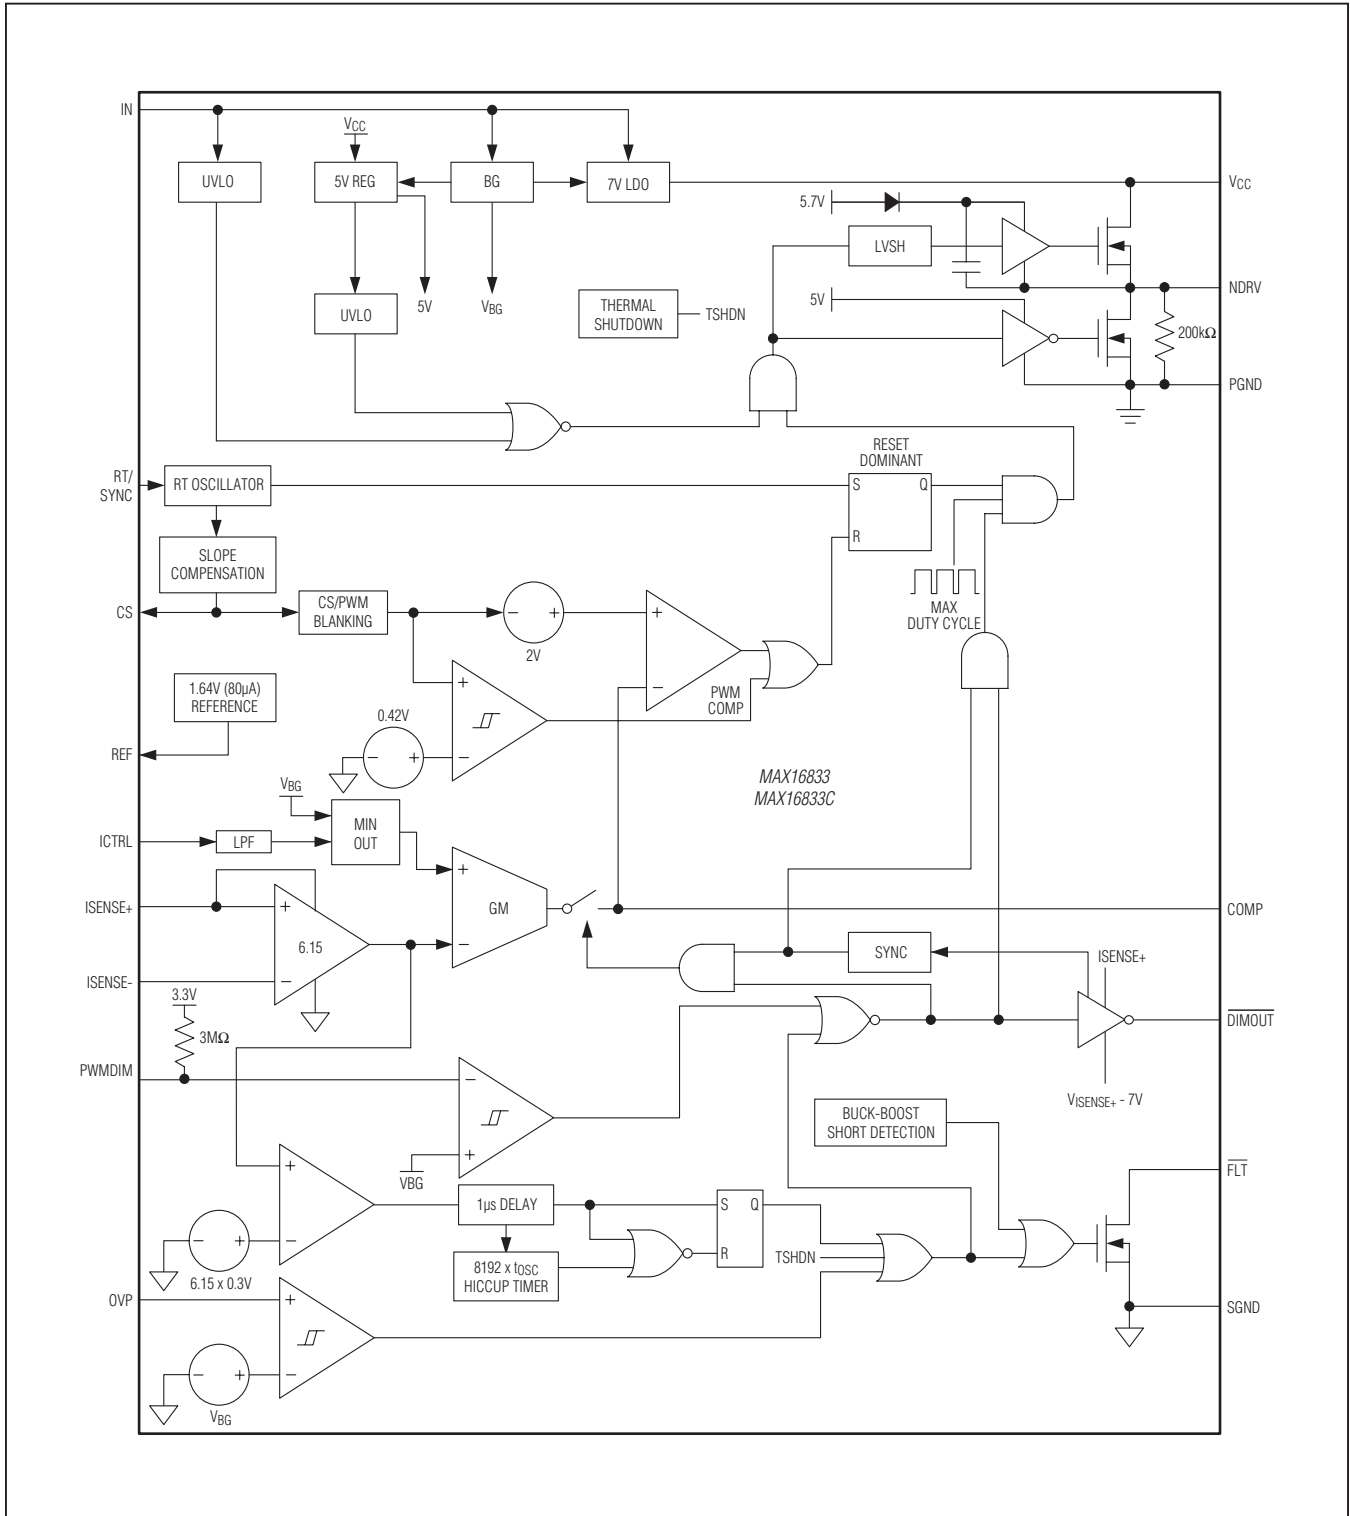 IN
VCC
UVLO
5V REG
BG
7V LDO
VCC
5.7V
LVSH
5V
VBG
THERMAL
SHUTDOWN
TSHDN
5V
NDRV
UVLO
200kΩ
PGND
RESET
DOMINANT
RT/
SYNC
RT OSCILLATOR
S
Q
R
SLOPE
COMPENSATION
CS
CS/PWM
BLANKING
−
+
2V
+
−
MAX
DUTY CYCLE
PWM
COMP
1.64V (80µA)
REFERENCE
REF
0.42V
−
+
+
−
MAX16833
MAX16833C
VBG
MIN
OUT
ICTRL
LPF
+
−
GM
ISENSE+
+
6.15
−
COMP
ISENSE-
SYNC
ISENSE+
3.3V
3MΩ
DIMOUT
PWMDIM
−
+
VBG
VISENSE+ - 7V
BUCK-BOOST
SHORT DETECTION
FLT
+
−
1µs DELAY
S
Q
R
−
+
6.15 x 0.3V
8192 x tOSC
HICCUP TIMER
TSHDN
OVP
+
−
SGND
−
+
VBG